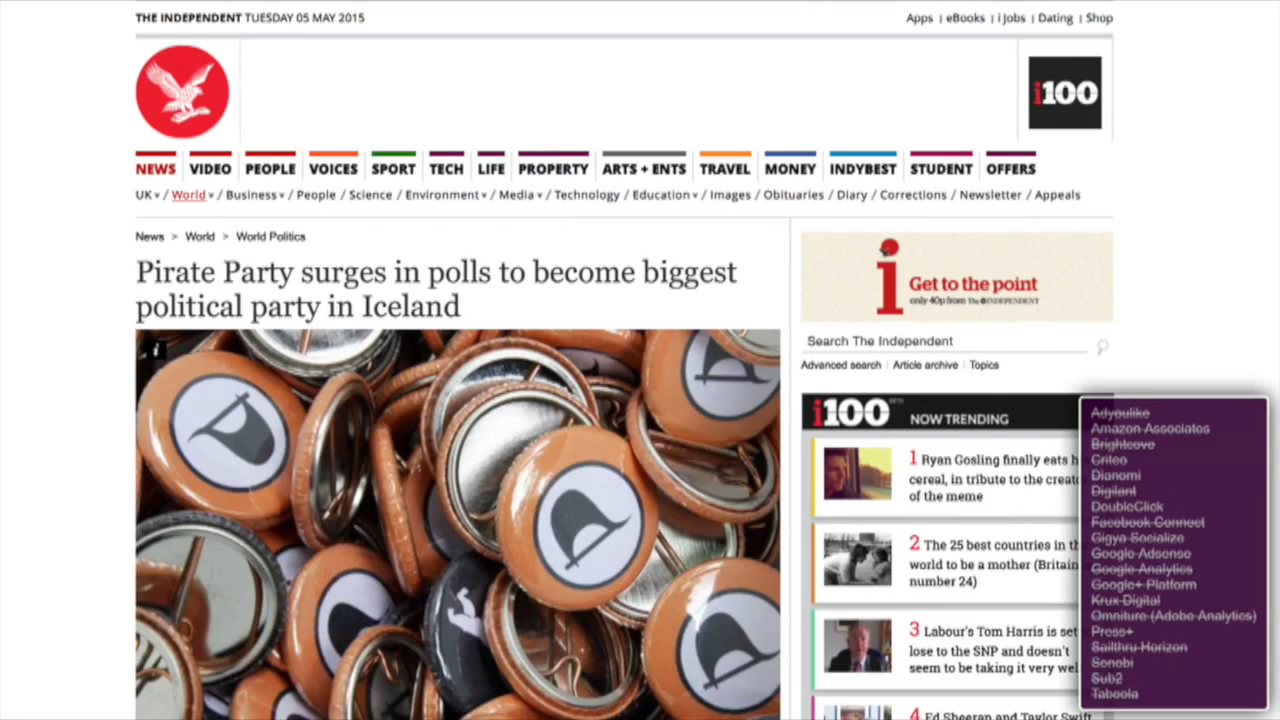 THE INDEPENDENT TUESDAY 05 MAY 2015
Apps | eBooks | i Jobs | Dating | Shop
i100
NEWS VIDEO PEOPLE VOICES SPORT TECH LIFE PROPERTY ARTS + ENTS TRAVEL MONEY INDYBEST STUDENT OFFERS
UK / World / Business / People / Science / Environment / Media / Technology / Education / Images / Obituaries / Diary / Corrections / Newsletter / Appeals
News > World > World Politics
Pirate Party surges in polls to become biggest
political party in Iceland
i Get to the point
only 40p from The INDEPENDENT
Search The Independent
Advanced search | Article archive | Topics
i100 BETA NOW TRENDING
1 Ryan Gosling finally eats h
cereal, in tribute to the creato
of the meme
2 The 25 best countries in th
world to be a mother (Britain
number 24)
3 Labour's Tom Harris is set
lose to the SNP and doesn't
seem to be taking it very wel
4 Ed Sheeran and Taylor Swift
Adyoulike
Amazon Associates
Brightcove
Criteo
Dianomi
Digilant
DoubleClick
Facebook Connect
Gigya Socialize
Google Adsense
Google Analytics
Google+ Platform
Krux Digital
Omniture (Adobe Analytics)
Press+
Sailthru Horizon
Sonobi
Sub2
Taboola